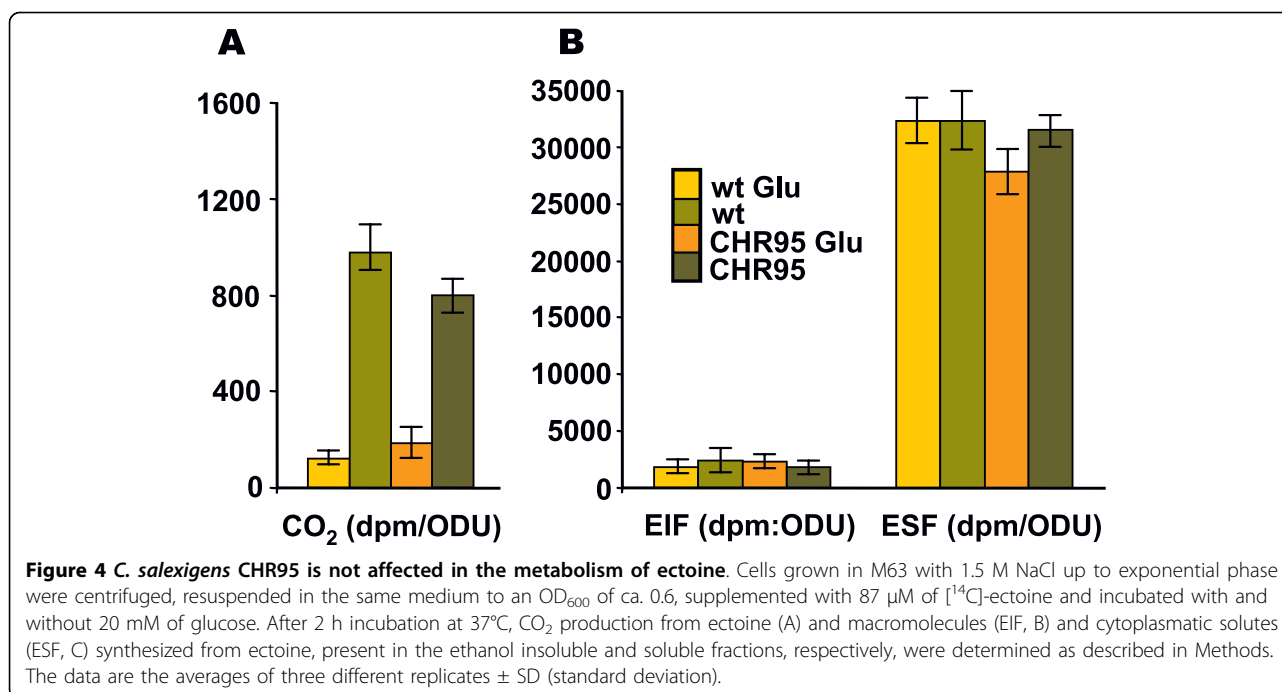 A
B
1600
1200
800
400
0
CO₂ (dpm/ODU)
35000
30000
25000
20000
15000
10000
5000
0
wt Glu
wt
CHR95 Glu
CHR95
EIF (dpm:ODU)
ESF (dpm/ODU)
Figure 4 C. salexigens CHR95 is not affected in the metabolism of ectoine. Cells grown in M63 with 1.5 M NaCl up to exponential phase
were centrifuged, resuspended in the same medium to an OD₆₀₀ of ca. 0.6, supplemented with 87 μM of [¹⁴C]-ectoine and incubated with and
without 20 mM of glucose. After 2 h incubation at 37°C, CO₂ production from ectoine (A) and macromolecules (EIF, B) and cytoplasmatic solutes
(ESF, C) synthesized from ectoine, present in the ethanol insoluble and soluble fractions, respectively, were determined as described in Methods.
The data are the averages of three different replicates ± SD (standard deviation).